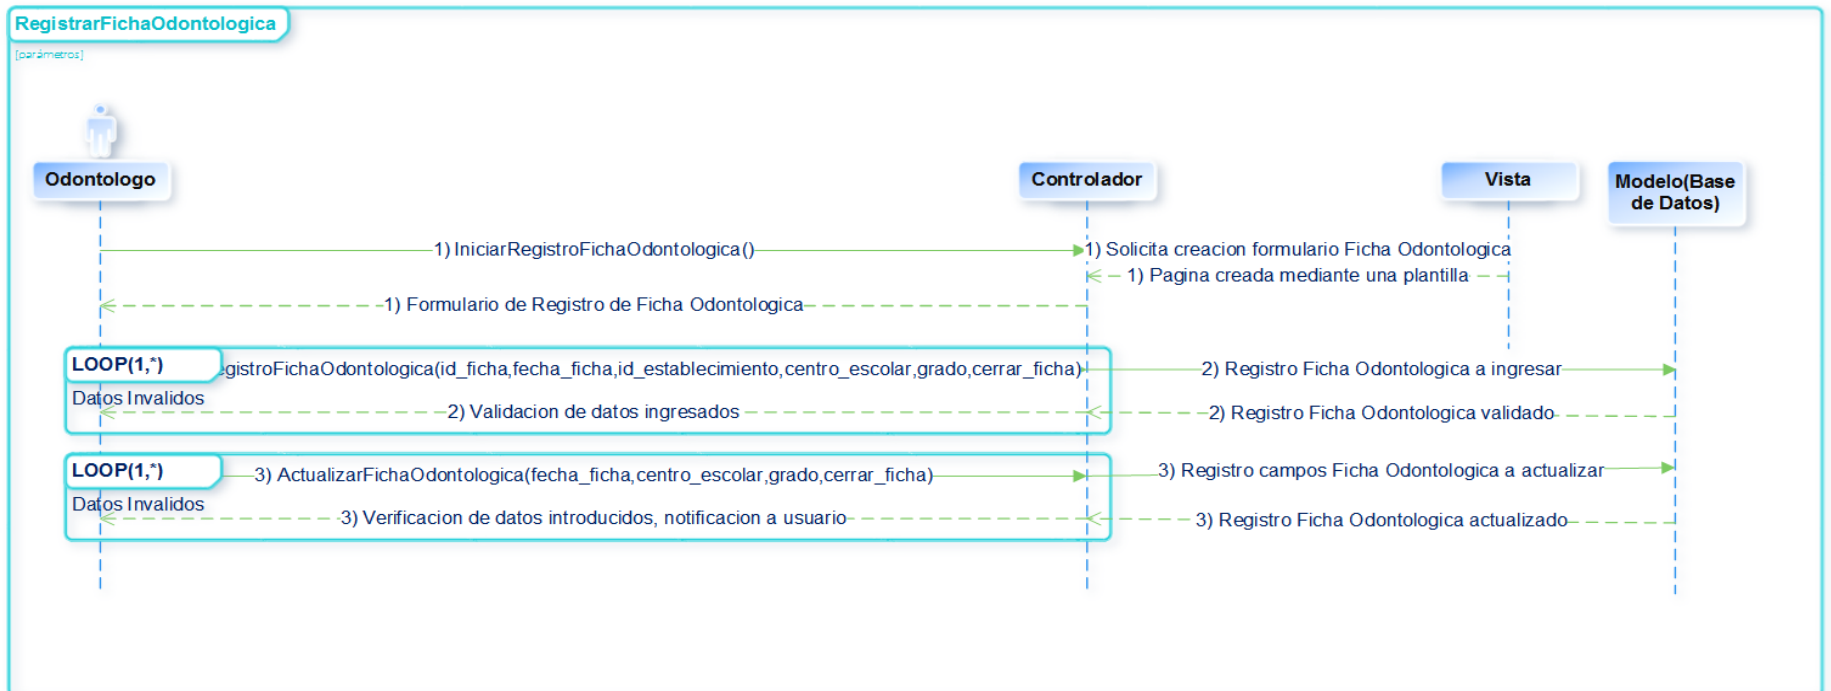 RegistrarFichaOdontologica
[parámetros]
Odontologo
Controlador
Vista
Modelo(Base
de Datos)
1) IniciarRegistroFichaOdontologica()
1) Solicita creacion formulario Ficha Odontologica
1) Pagina creada mediante una plantilla
1) Formulario de Registro de Ficha Odontologica
LOOP(1,*)
egistroFichaOdontologica(id_ficha,fecha_ficha,id_establecimiento,centro_escolar,grado,cerrar_ficha)
2) Registro Ficha Odontologica a ingresar
Datos Invalidos
2) Validacion de datos ingresados
2) Registro Ficha Odontologica validado
LOOP(1,*)
3) ActualizarFichaOdontologica(fecha_ficha,centro_escolar,grado,cerrar_ficha)
3) Registro campos Ficha Odontologica a actualizar
Datos Invalidos
3) Verificacion de datos introducidos, notificacion a usuario
3) Registro Ficha Odontologica actualizado